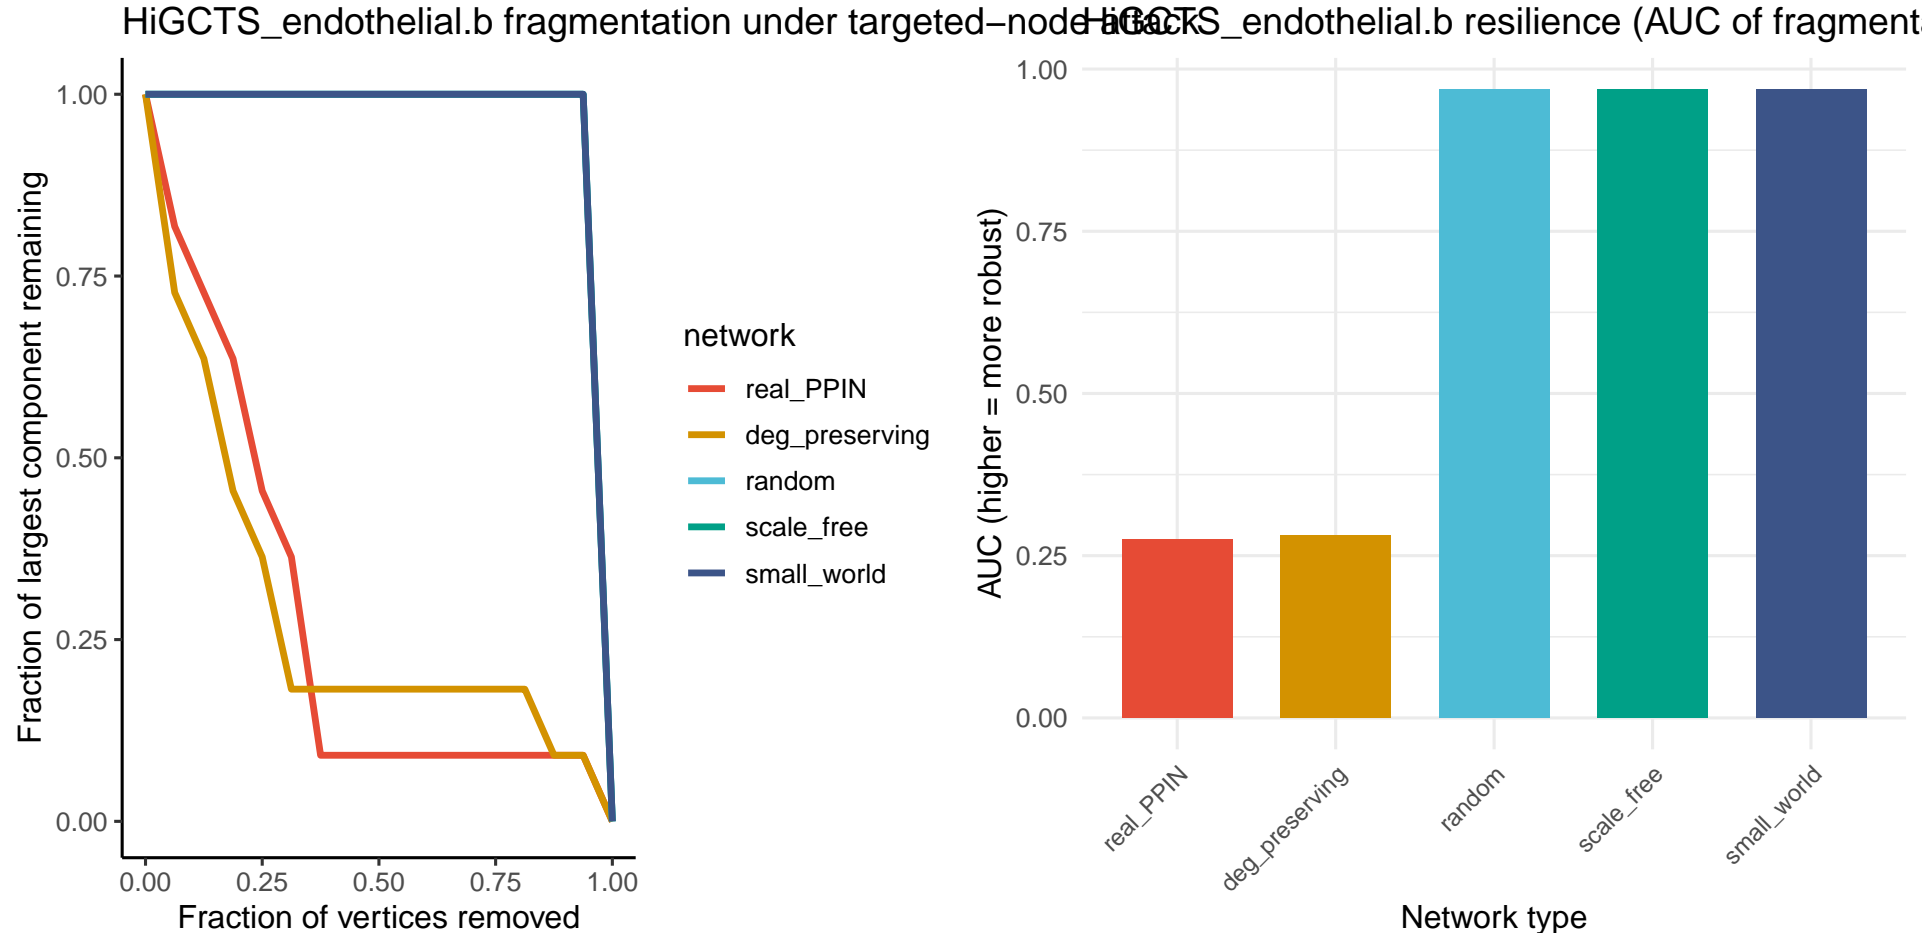 HiGCTS_endothelial.b fragmentation under targeted−node attack
HiGCTS_endothelial.b resilience (AUC of fragmenta
Fraction of largest component remaining
1.00
0.75
0.50
0.25
0.00
0.00 0.25 0.50 0.75 1.00
Fraction of vertices removed
network
real_PPIN
deg_preserving
random
scale_free
small_world
AUC (higher = more robust)
1.00
0.75
0.50
0.25
0.00
real_PPIN deg_preserving random scale_free small_world
Network type